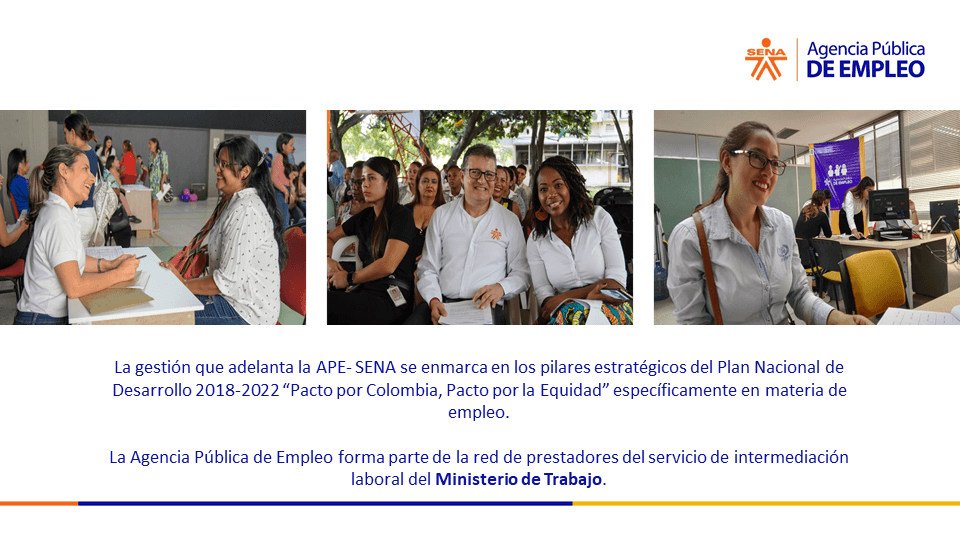 SENA
Agencia Pública
DE EMPLEO
La gestión que adelanta la APE- SENA se enmarca en los pilares estratégicos del Plan Nacional de
Desarrollo 2018-2022 “Pacto por Colombia, Pacto por la Equidad” específicamente en materia de
empleo.
La Agencia Pública de Empleo forma parte de la red de prestadores del servicio de intermediación
laboral del Ministerio de Trabajo.